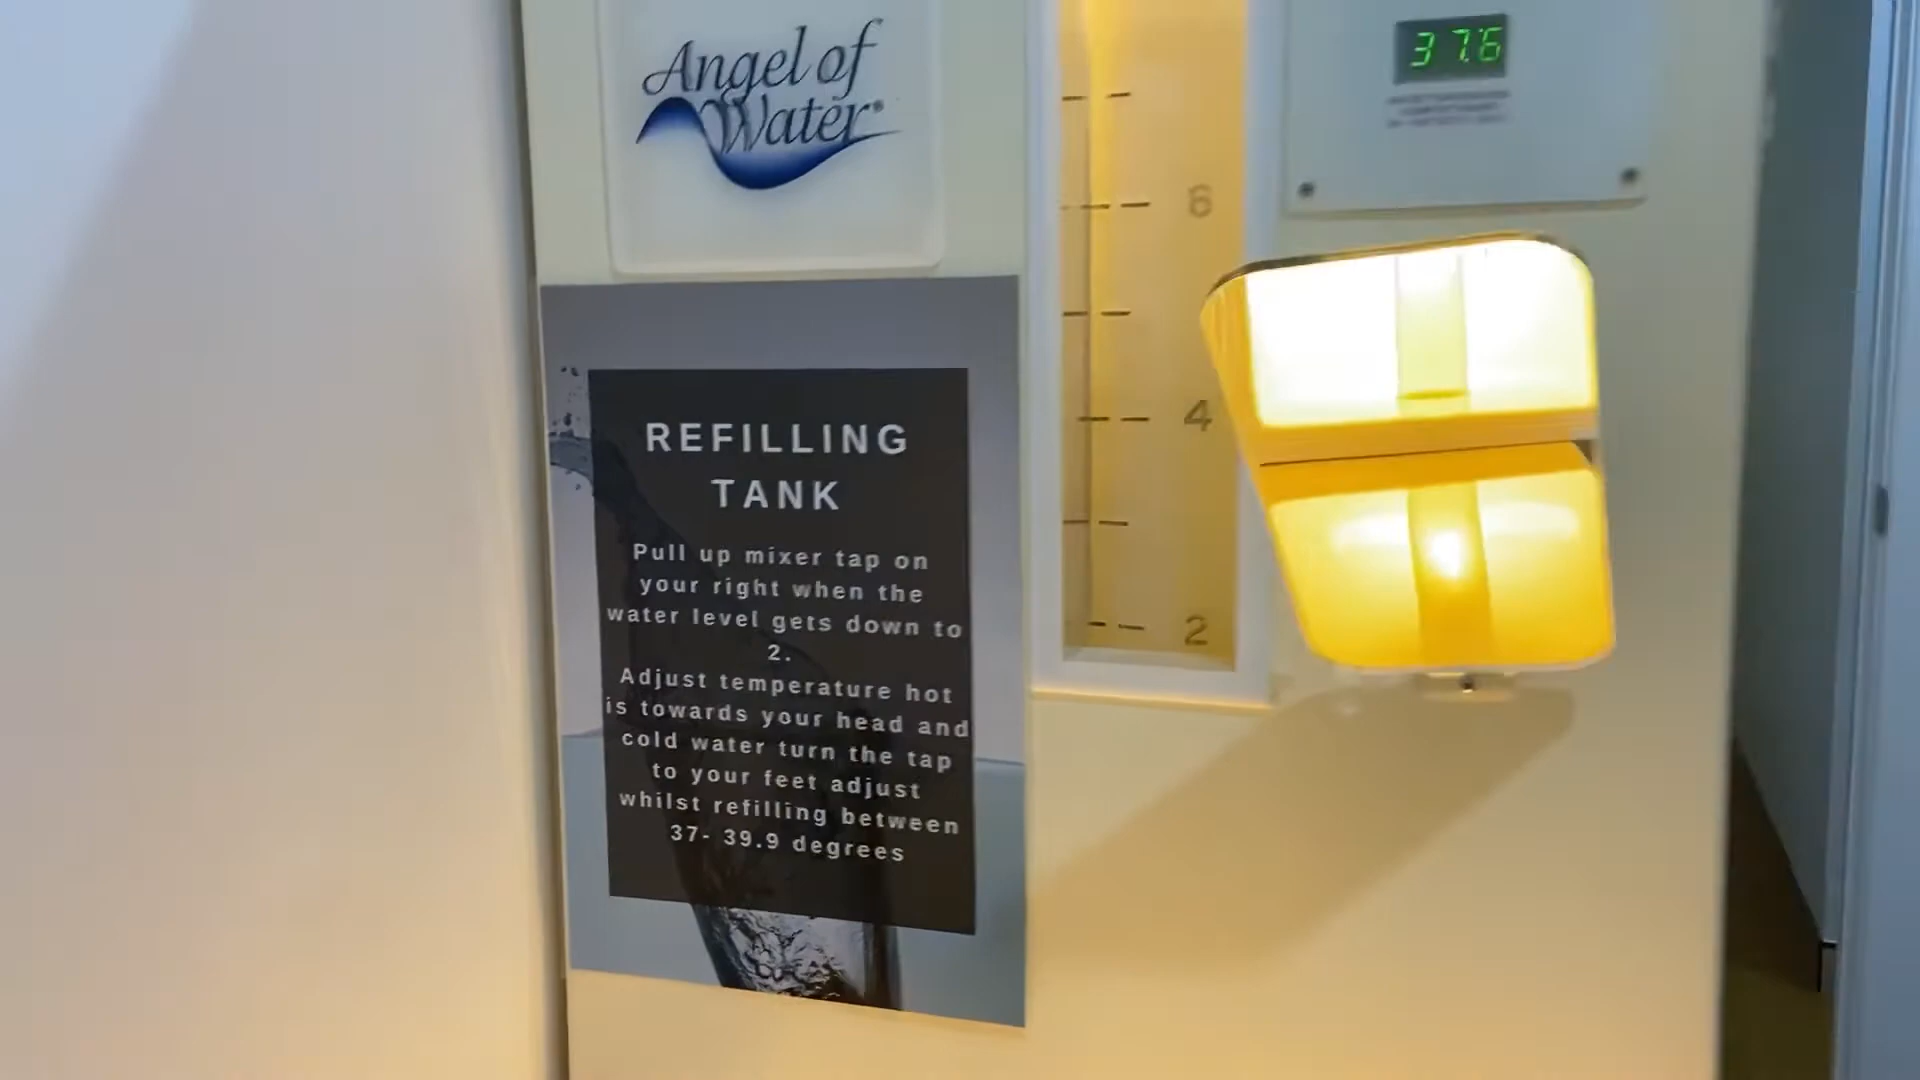 Angel of
Water®
37.6
6
4
2
REFILLING
TANK
Pull up mixer tap on
your right when the
water level gets down to
2.
Adjust temperature hot
is towards your head and
cold water turn the tap
to your feet adjust
whilst refilling between
37- 39.9 degrees